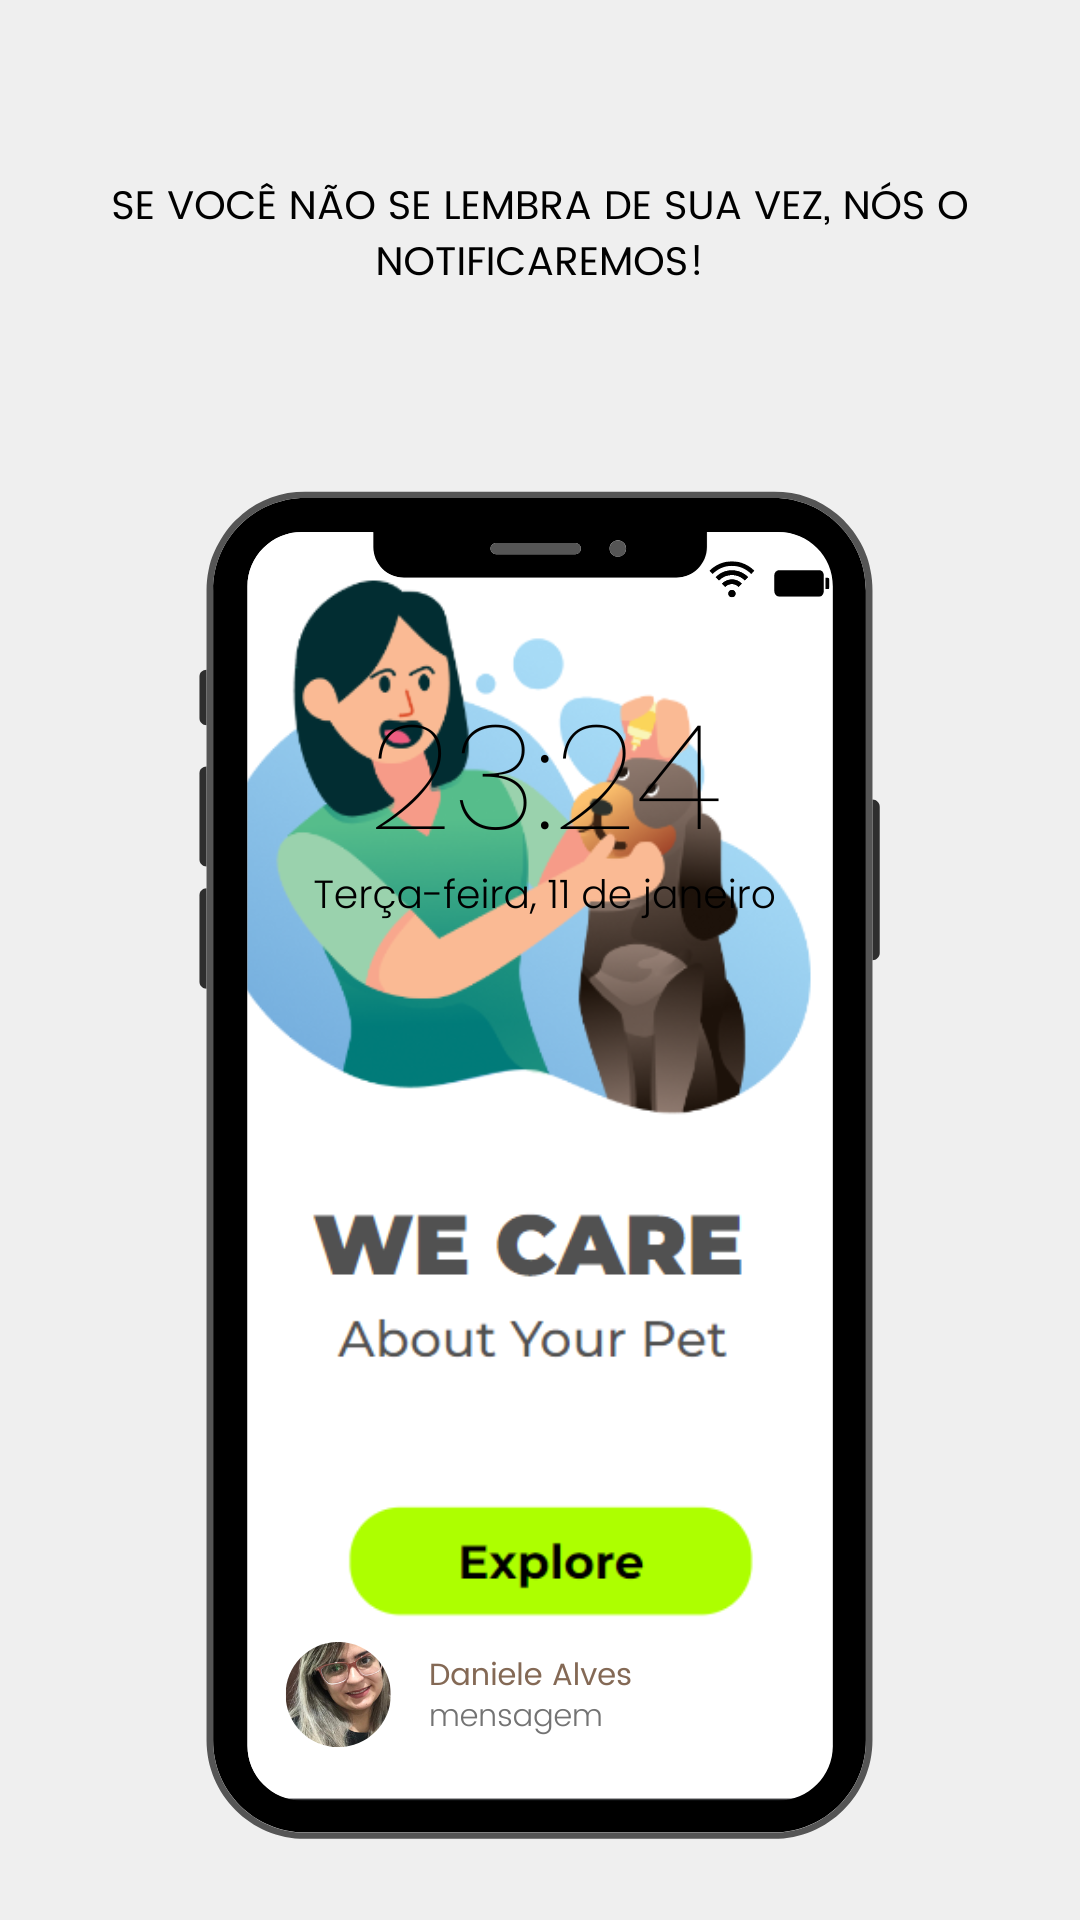 SE VOCÊ NÃO SE LEMBRA DE SUA VEZ, NÓS O
NOTIFICAREMOS!
23:24
Terça-feira, 11 de janeiro
WE CARE
About Your Pet
Explore
Daniele Alves
mensagem